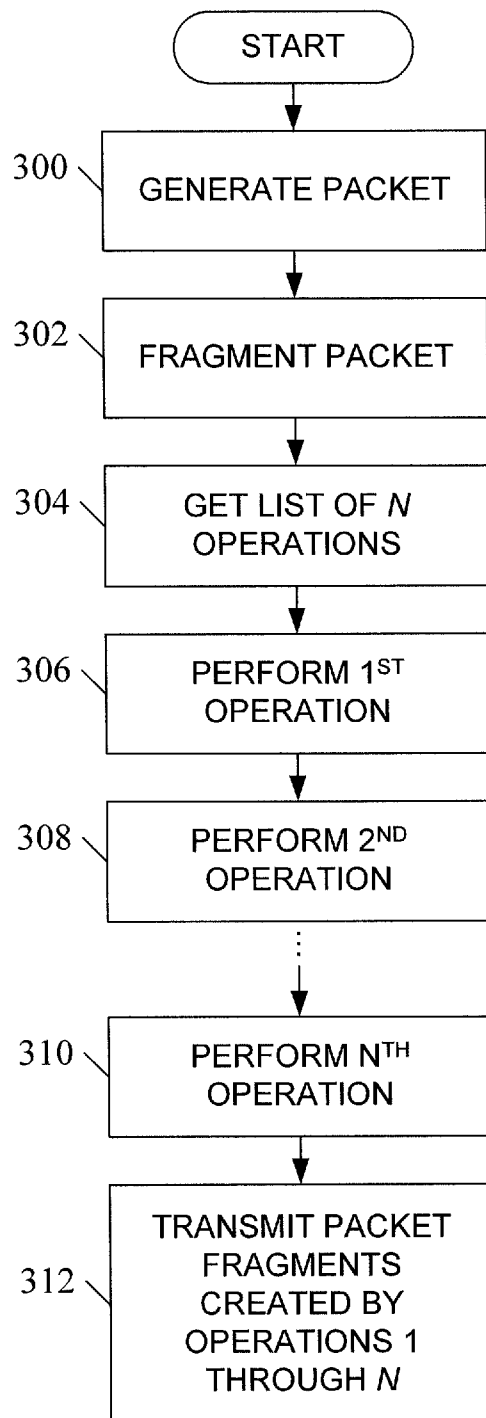 START
300
GENERATE PACKET
302
FRAGMENT PACKET
304
GET LIST OF N
OPERATIONS
306
PERFORM 1ST
OPERATION
308
PERFORM 2ND
OPERATION
310
PERFORM NTH
OPERATION
312
TRANSMIT PACKET
FRAGMENTS
CREATED BY
OPERATIONS 1
THROUGH N